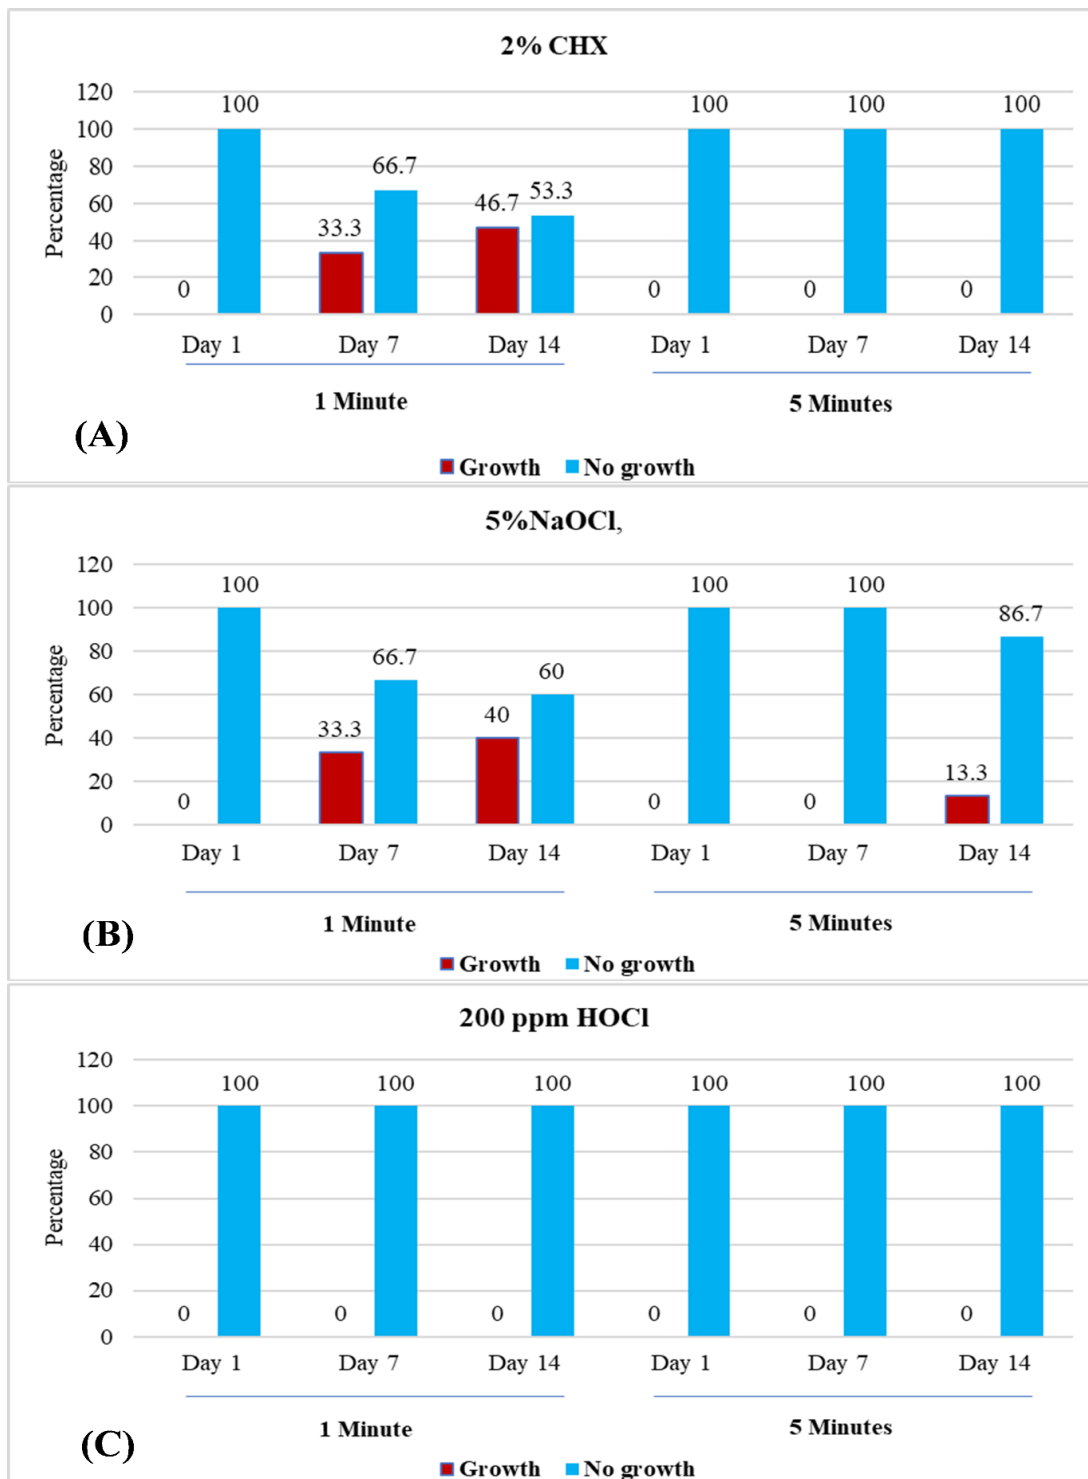 2% CHX
120
100
80
60
40
20
0
Percentage
0 100 33.3 66.7 46.7 53.3 0 100 0 100 0 100
Day 1 Day 7 Day 14 Day 1 Day 7 Day 14
1 Minute 5 Minutes
(A)
Growth No growth
5%NaOCl,
120
100
80
60
40
20
0
Percentage
0 100 33.3 66.7 40 60 0 100 0 100 13.3 86.7
Day 1 Day 7 Day 14 Day 1 Day 7 Day 14
1 Minute 5 Minutes
(B)
Growth No growth
200 ppm HOCl
120
100
80
60
40
20
0
Percentage
0 100 0 100 0 100 0 100 0 100 0 100
Day 1 Day 7 Day 14 Day 1 Day 7 Day 14
1 Minute 5 Minutes
(C)
Growth No growth